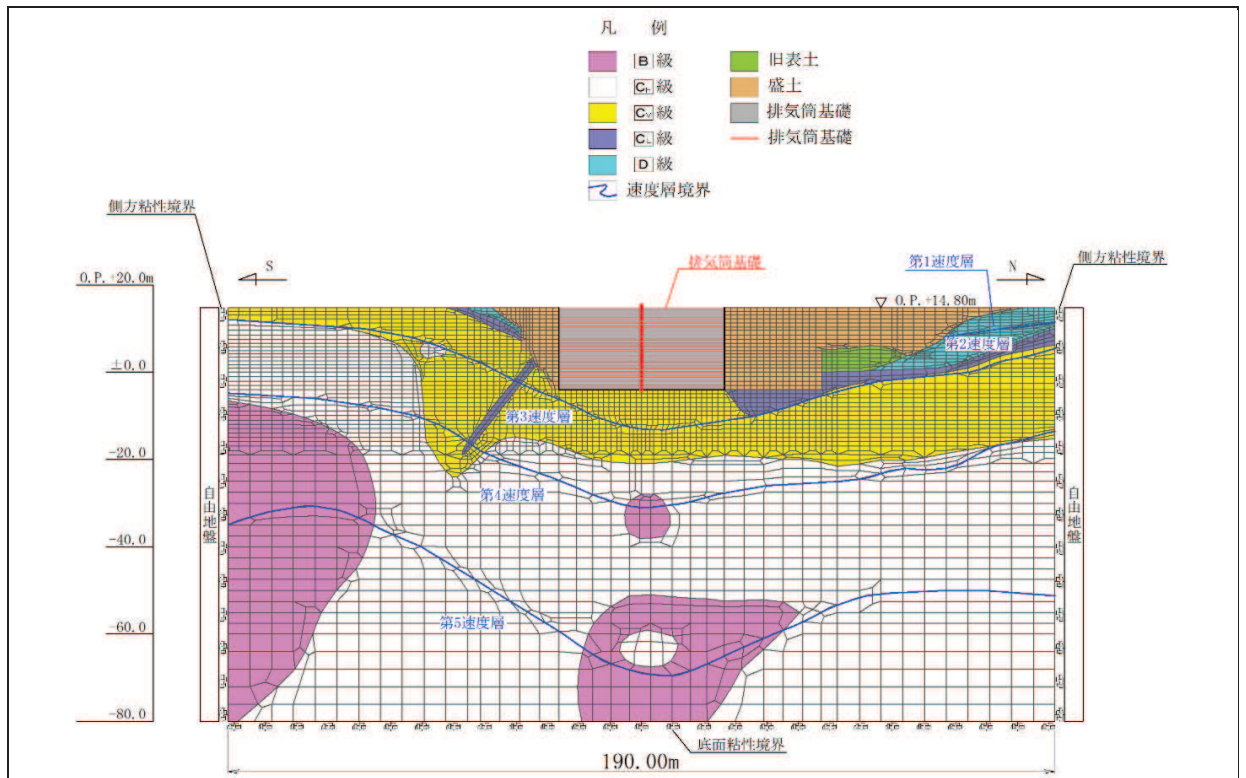 凡 例
B級
CH級
CM級
CL級
D級
速度層境界
旧表土
盛土
排気筒基礎
排気筒基礎
側方粘性境界
O.P.+20.0m
S
排気筒基礎
第1速度層
N
側方粘性境界
O.P.+14.80m
第2速度層
±0.0
第3速度層
-20.0
第4速度層
自由地盤
自由地盤
-40.0
-60.0
第5速度層
-80.0
底面粘性境界
190.00m